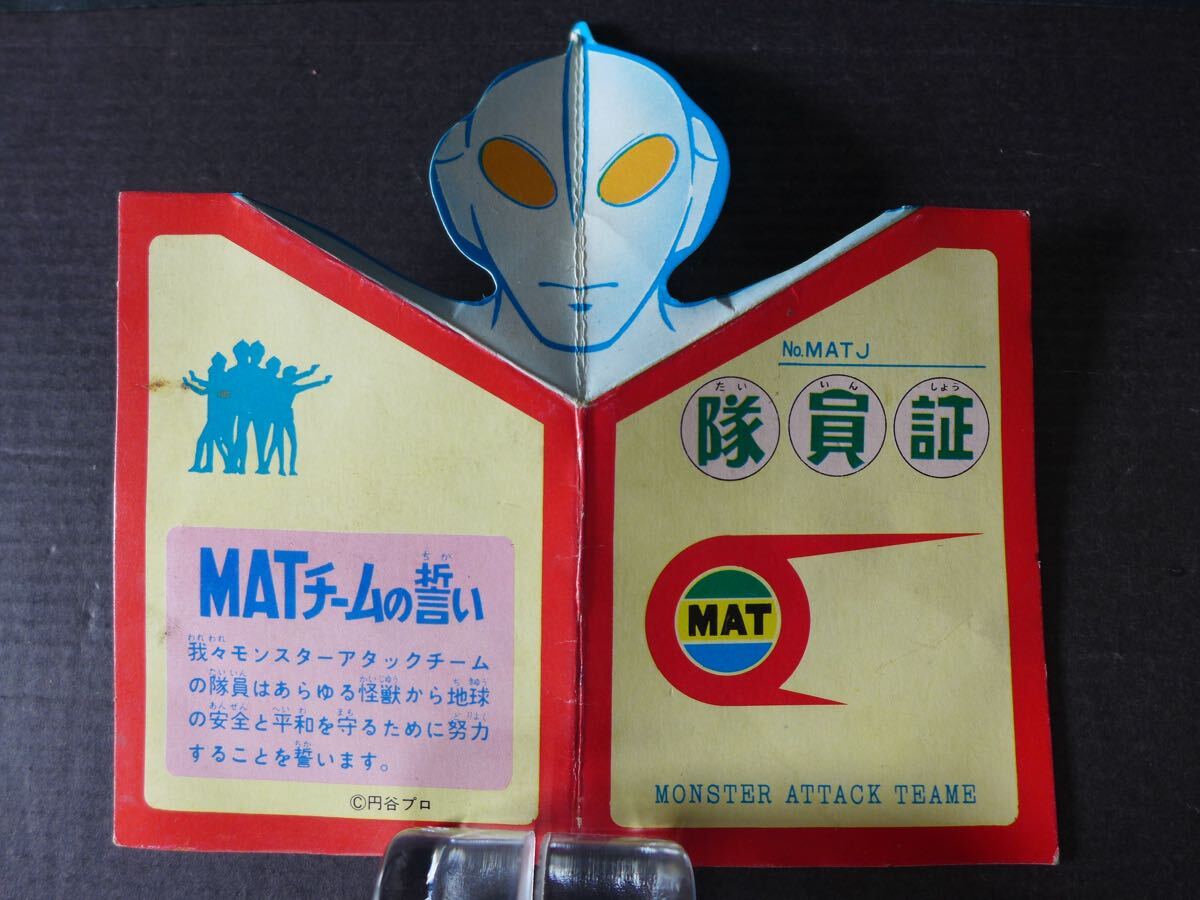 MATチームの誓い
ちか
われわれ
我々モンスターアタックチーム
たいいん かいじゅう ちきゅう
の隊員はあらゆる怪獣から地球
あんぜん へいわ まも どりよく
の安全と平和を守るために努力
ちか
することを誓います。
©円谷プロ
No.MATJ
たい いん しよう
隊員証
MAT
MONSTER ATTACK TEAME